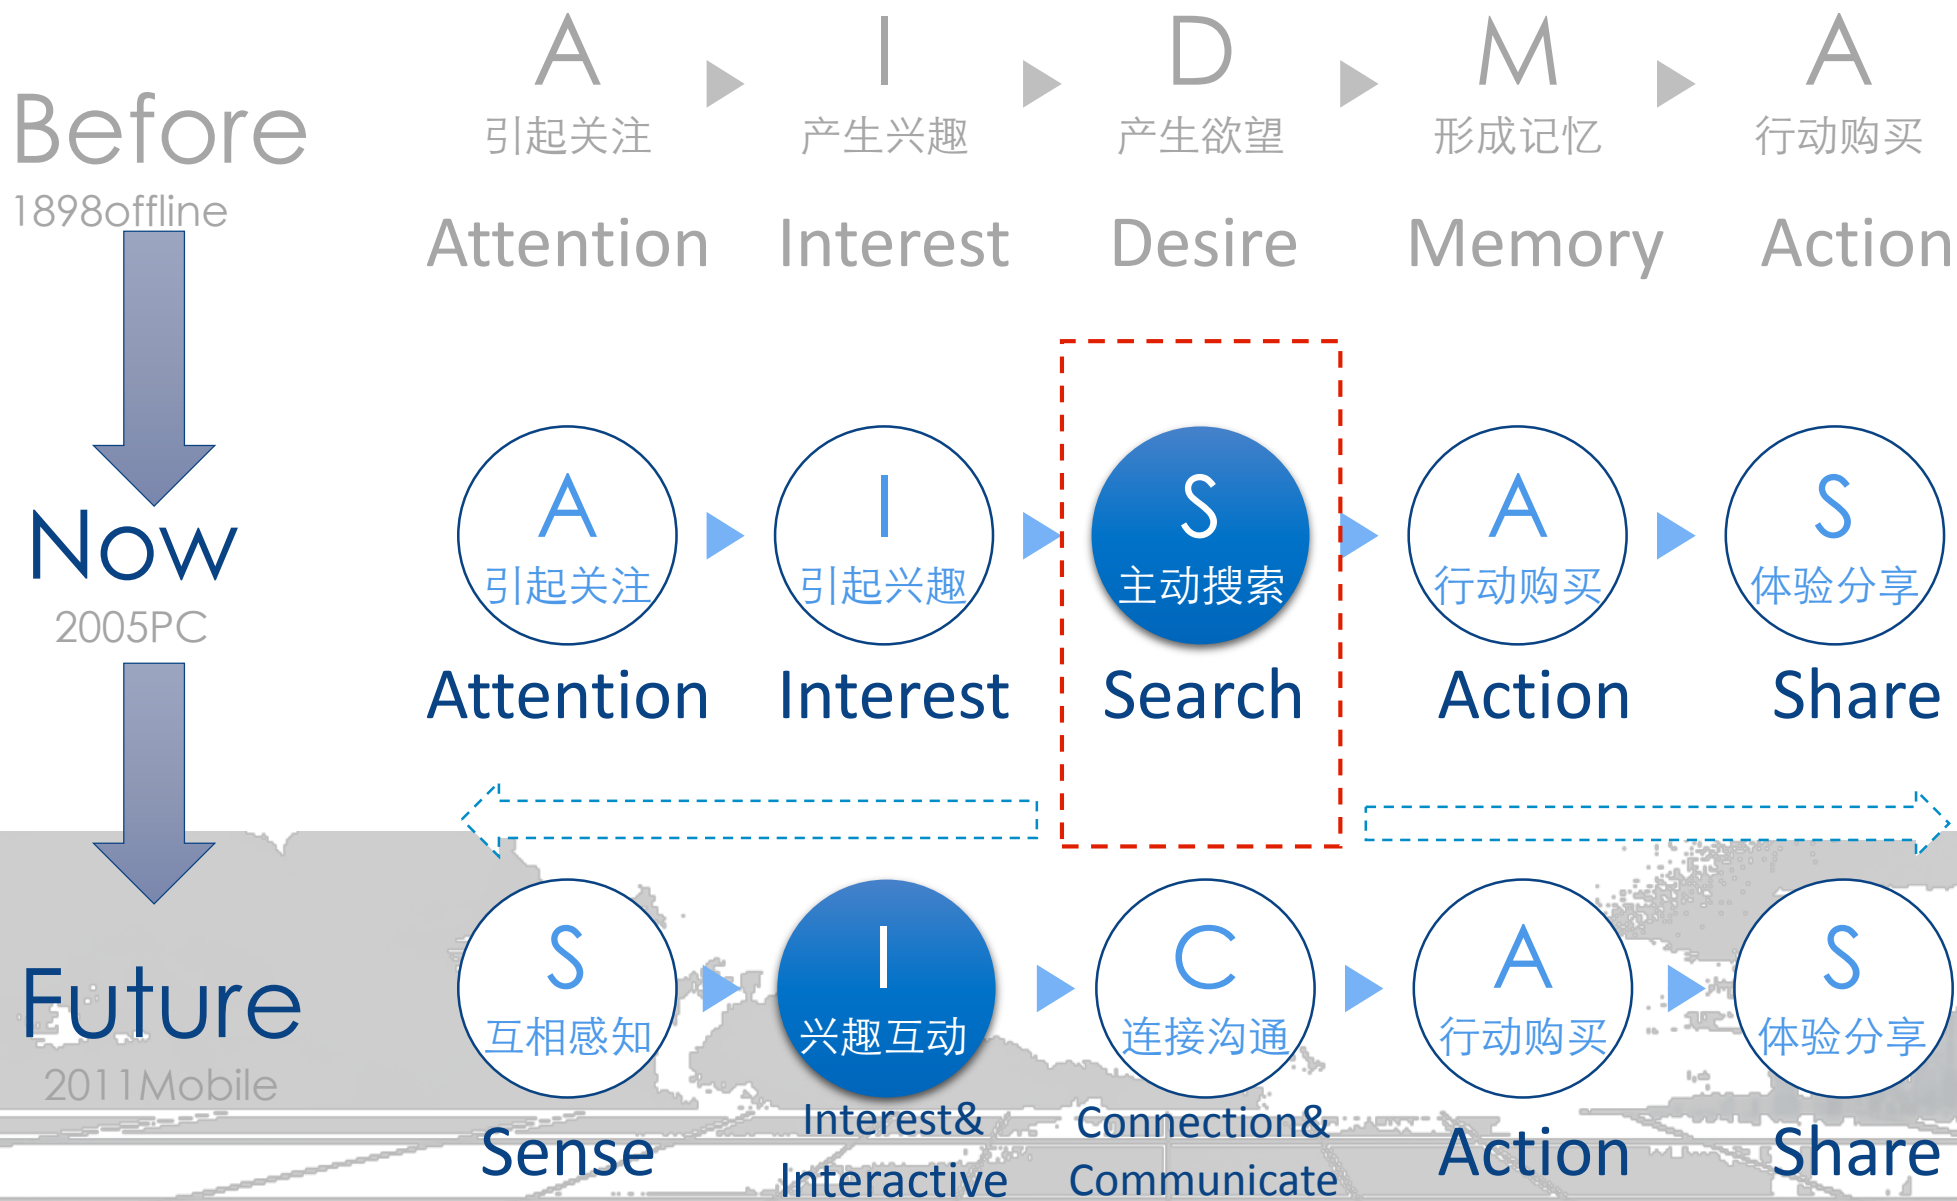 Before
1898offline
A
I
D
M
A
引起关注
产生兴趣
产生欲望
形成记忆
行动购买
Attention
Interest
Desire
Memory
Action
Now
2005PC
A
I
S
A
S
引起关注
引起兴趣
主动搜索
行动购买
体验分享
Attention
Interest
Search
Action
Share
Future
2011Mobile
S
I
C
A
S
互相感知
兴趣互动
连接沟通
行动购买
体验分享
Sense
Interest&
Interactive
Connection&
Communicate
Action
Share